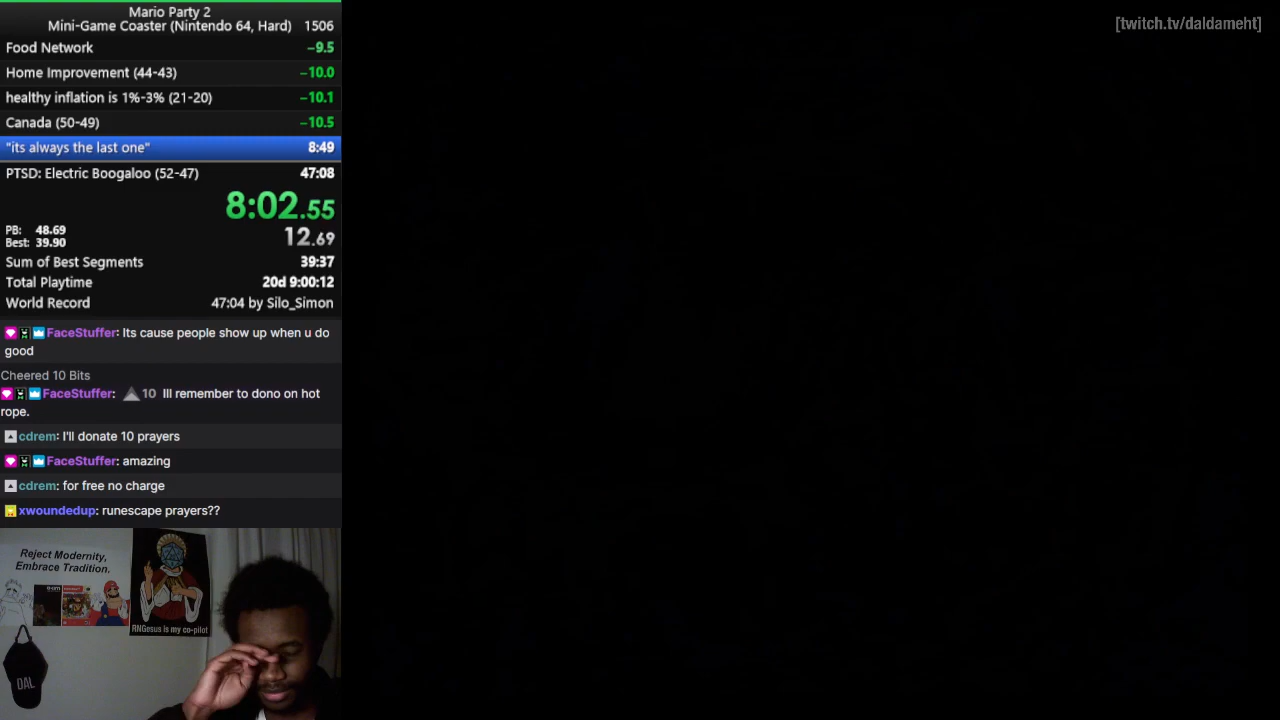 Mario Party 2
Mini-Game Coaster (Nintendo 64, Hard) 1506
Food Network −9.5
Home Improvement (44-43) −10.0
healthy inflation is 1%-3% (21-20) −10.1
Canada (50-49) −10.5
"its always the last one" 8:49
PTSD: Electric Boogaloo (52-47) 47:08
8:02.55
PB: 48.69
Best: 39.90
12.69
Sum of Best Segments 39:37
Total Playtime 20d 9:00:12
World Record 47:04 by Silo_Simon
FaceStuffer: Its cause people show up when u do
good
Cheered 10 Bits
FaceStuffer: 10 Ill remember to dono on hot
rope.
cdrem: I'll donate 10 prayers
FaceStuffer: amazing
cdrem: for free no charge
xwoundedup: runescape prayers??
Reject Modernity,
Embrace Tradition.
RNGesus is my co-pilot
DAL
[twitch.tv/daldameht]